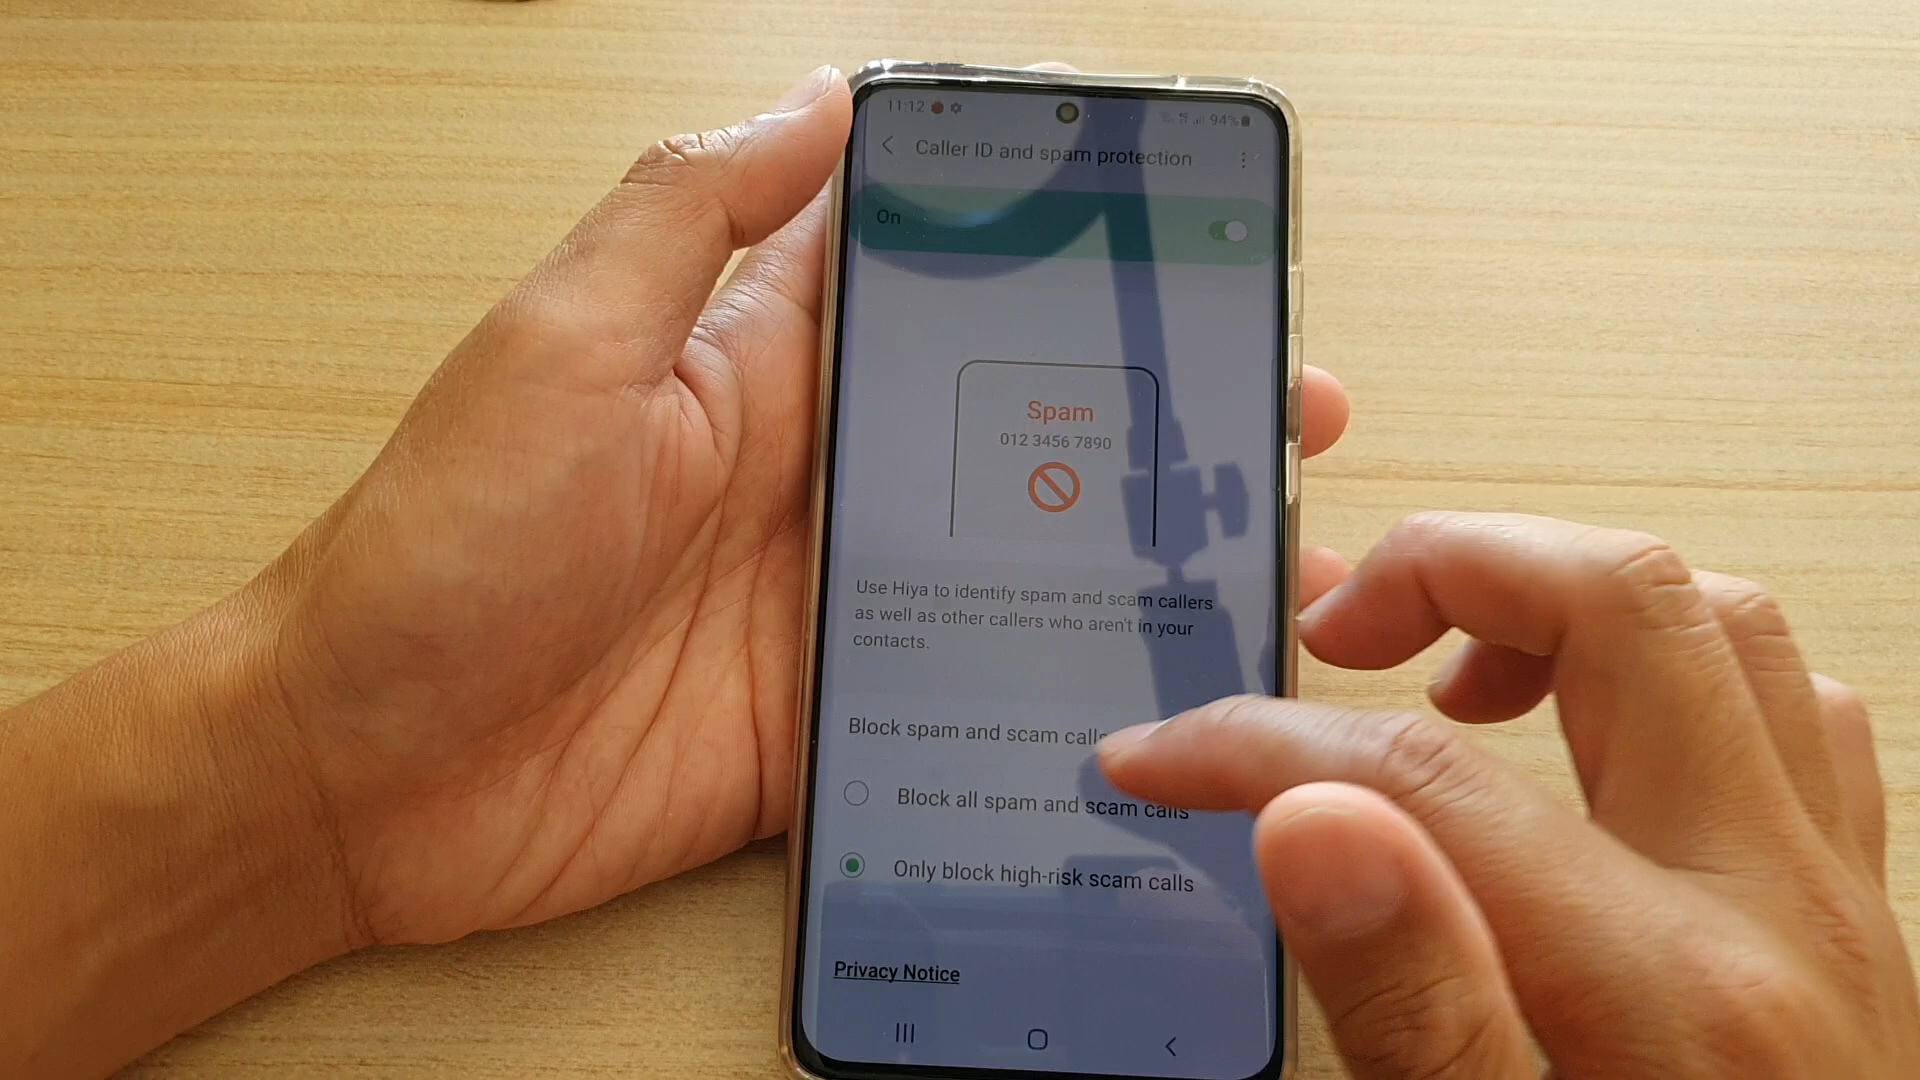 11:12
94%
Caller ID and spam protection
On
Spam
012 3456 7890
Use Hiya to identify spam and scam callers
as well as other callers who aren't in your
contacts.
Block spam and scam calls
Block all spam and scam calls
Only block high-risk scam calls
Privacy Notice